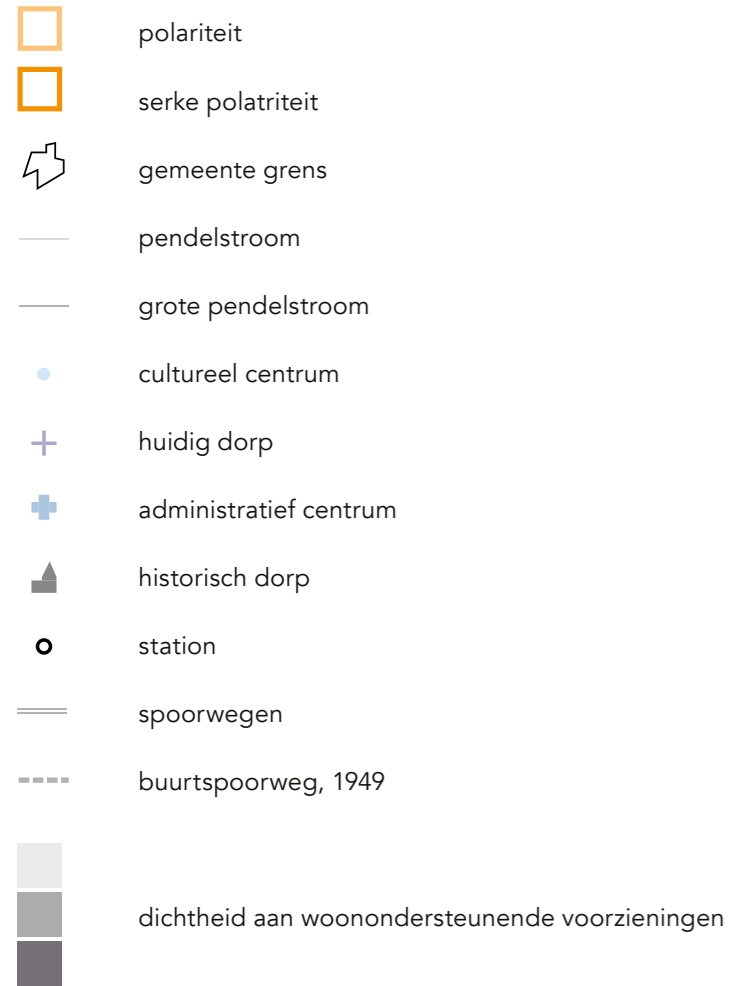 polariteit
serke polatriteit
gemeente grens
pendelstroom
grote pendelstroom
cultureel centrum
huidig dorp
administratief centrum
historisch dorp
station
spoorwegen
buurtspoorweg, 1949
dichtheid aan woonondersteunende voorzieningen